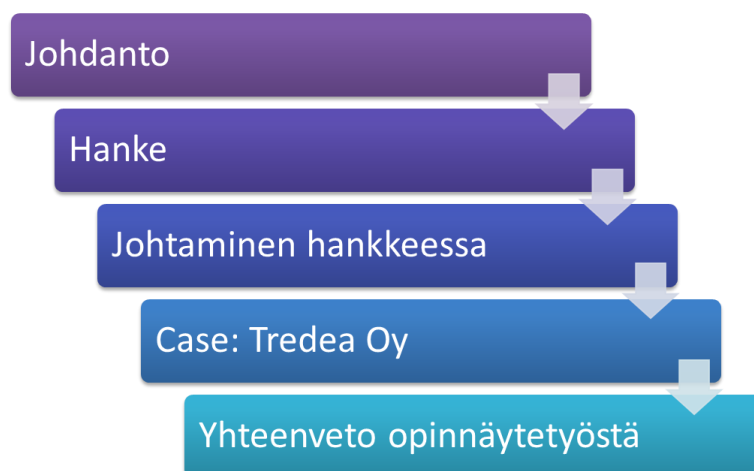 Johdanto
Hanke
Johtaminen hankkeessa
Case: Tredea Oy
Yhteenveto opinnäytetyöstä